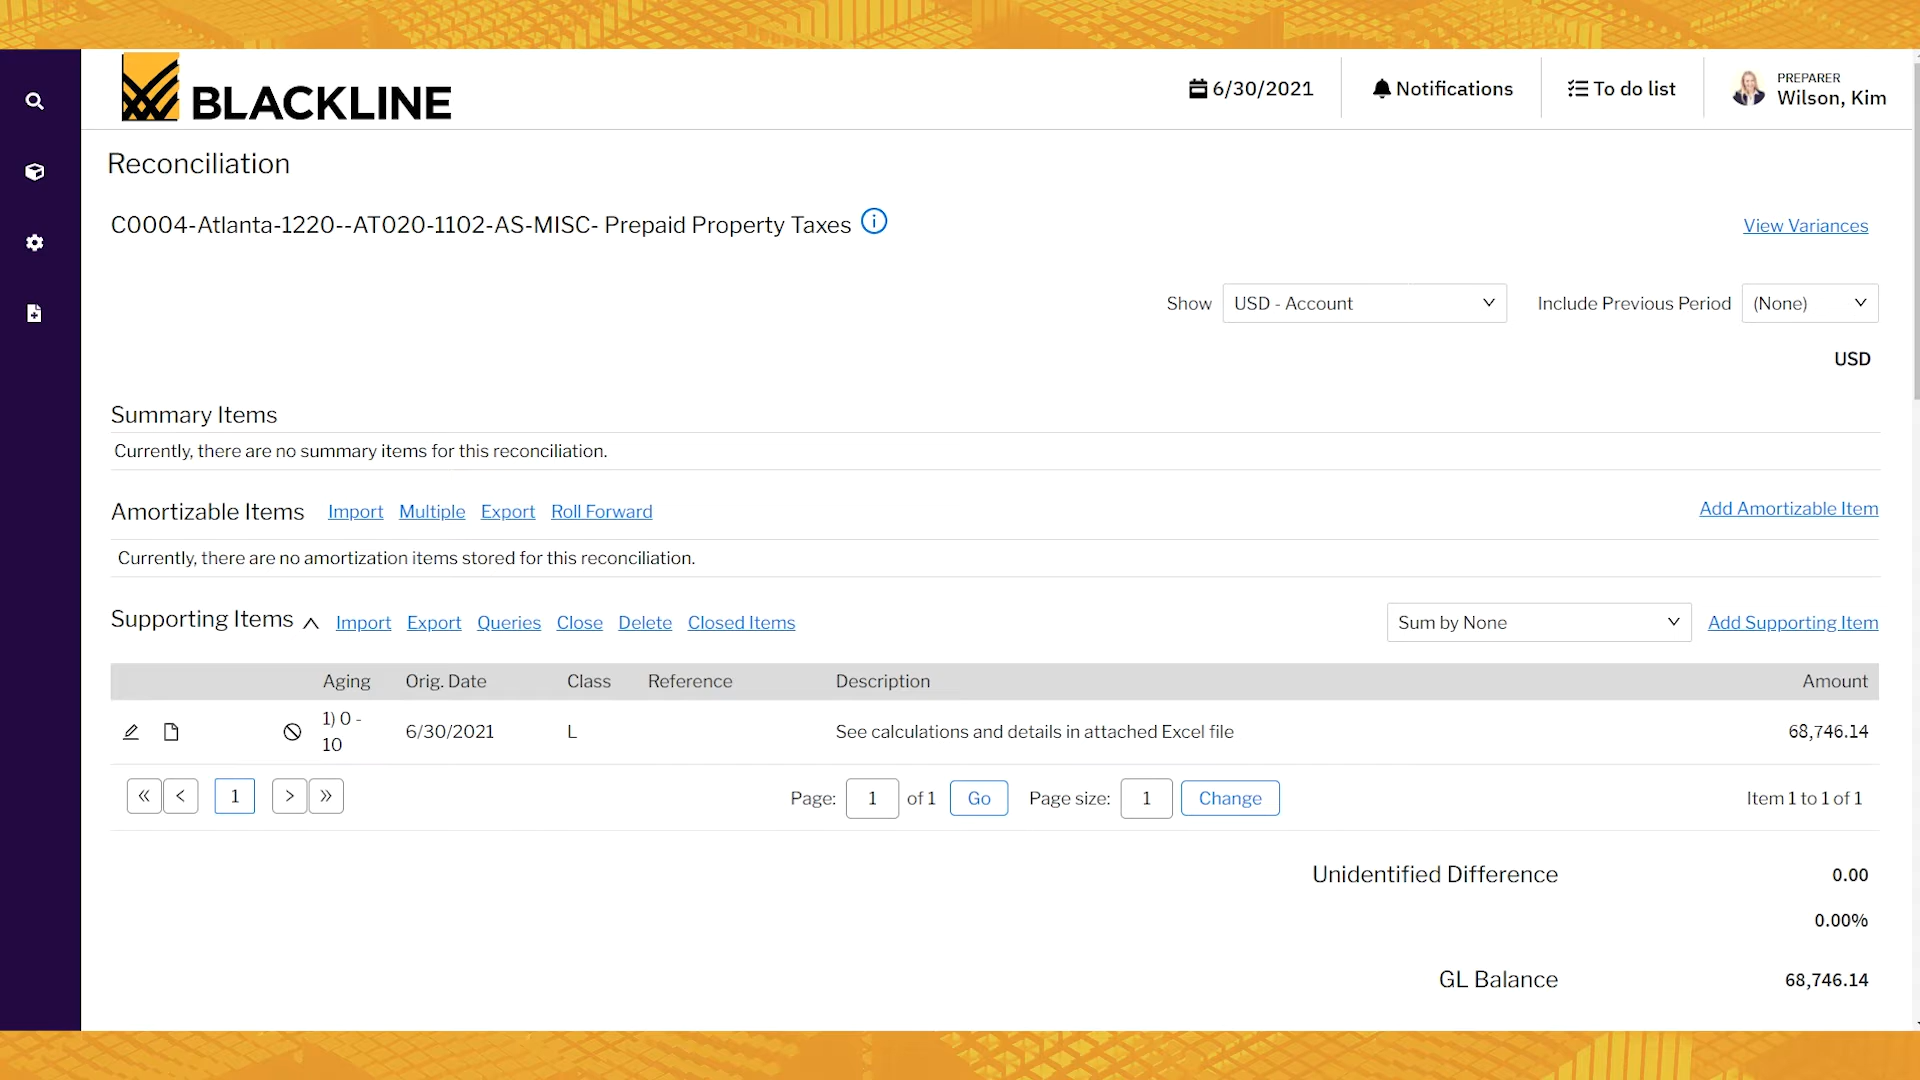 BLACKLINE
6/30/2021
Notifications
To do list
PREPARER
Wilson, Kim
Reconciliation
C0004-Atlanta-1220--AT020-1102-AS-MISC- Prepaid Property Taxes
View Variances
Show USD - Account Include Previous Period (None)
USD
Summary Items
Currently, there are no summary items for this reconciliation.
Amortizable Items Import Multiple Export Roll Forward Add Amortizable Item
Currently, there are no amortization items stored for this reconciliation.
Supporting Items Import Export Queries Close Delete Closed Items Sum by None Add Supporting Item
Aging Orig. Date Class Reference Description Amount
1) 0 -
10 6/30/2021 L See calculations and details in attached Excel file 68,746.14
1 Page: 1 of 1 Go Page size: 1 Change Item 1 to 1 of 1
Unidentified Difference 0.00
0.00%
GL Balance 68,746.14